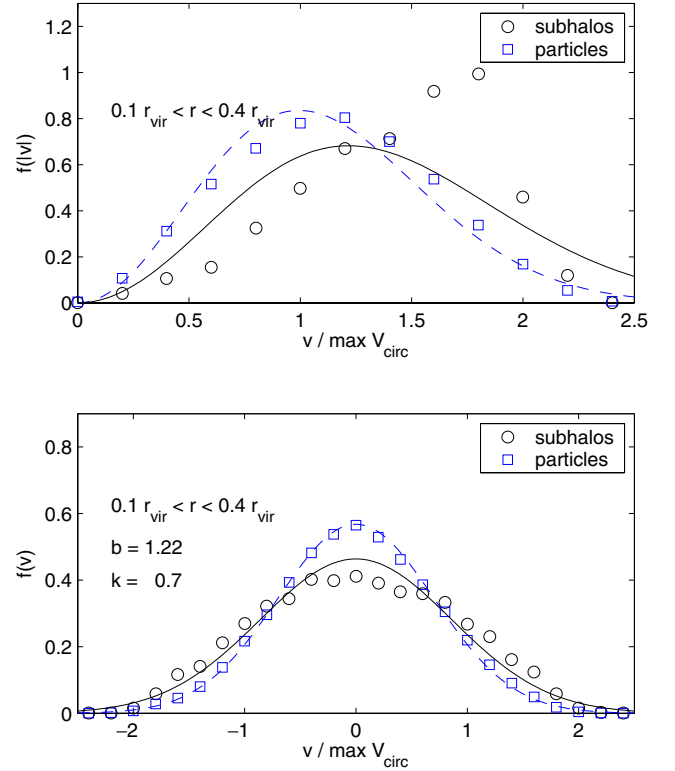 1.2
1
0.8
0.6
0.4
0.2
0
f(|v|)
subhalos
particles
0.1 r_vir < r < 0.4 r_vir
0 0.5 1 1.5 2 2.5
v / max V_circ
0.8
0.6
0.4
0.2
0
f(v)
subhalos
particles
0.1 r_vir < r < 0.4 r_vir
b = 1.22
k = 0.7
−2 −1 0 1 2
v / max V_circ